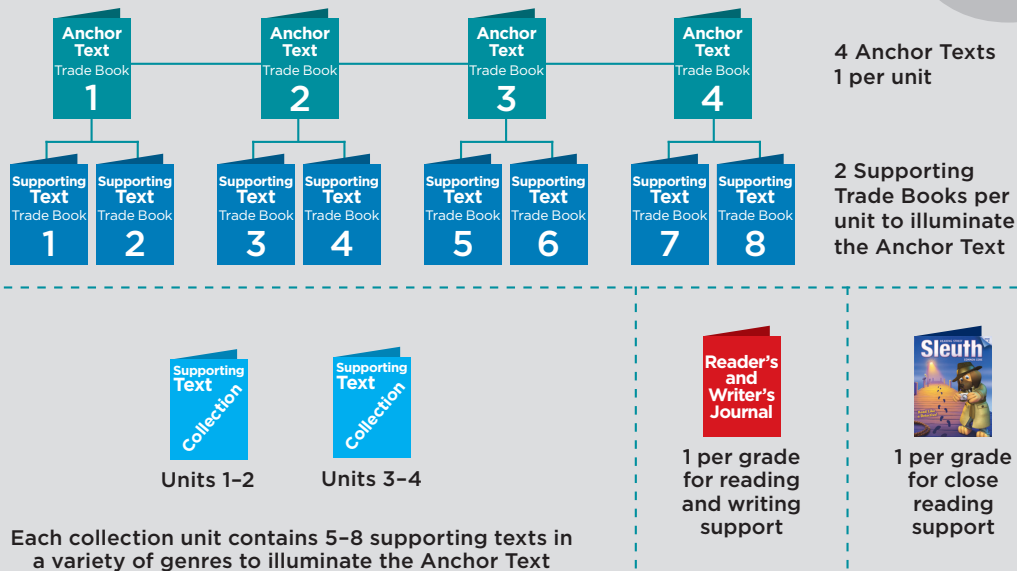 Anchor
Text
Trade Book
1
Anchor
Text
Trade Book
2
Anchor
Text
Trade Book
3
Anchor
Text
Trade Book
4
4 Anchor Texts
1 per unit
Supporting
Text
Trade Book
1
Supporting
Text
Trade Book
2
Supporting
Text
Trade Book
3
Supporting
Text
Trade Book
4
Supporting
Text
Trade Book
5
Supporting
Text
Trade Book
6
Supporting
Text
Trade Book
7
Supporting
Text
Trade Book
8
2 Supporting
Trade Books per
unit to illuminate
the Anchor Text
Supporting
Text
Collection
Units 1–2
Supporting
Text
Collection
Units 3–4
Each collection unit contains 5–8 supporting texts in
a variety of genres to illuminate the Anchor Text
Reader's
and
Writer's
Journal
1 per grade
for reading
and writing
support
Sleuth
1 per grade
for close
reading
support